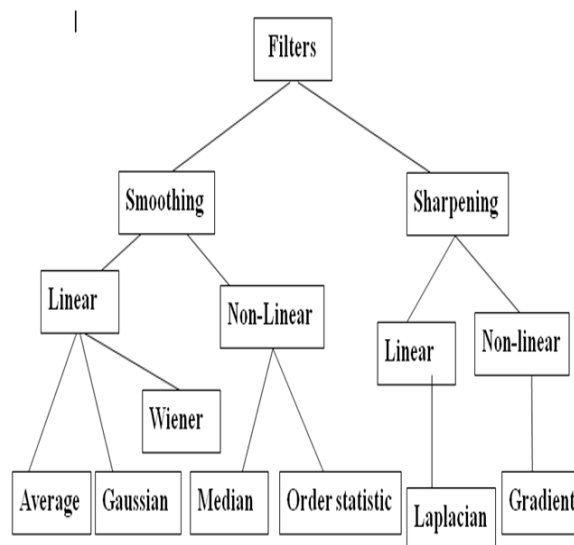 Filters
Smoothing
Sharpening
Linear
Non-Linear
Linear
Non-linear
Wiener
Average
Gaussian
Median
Order statistic
Laplacian
Gradient